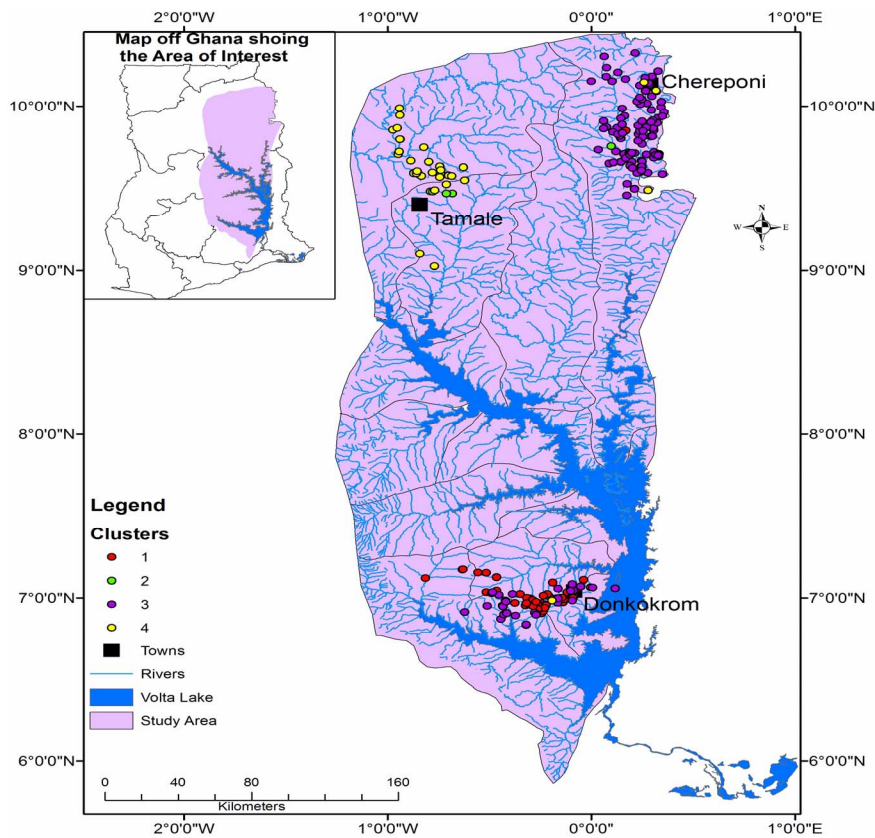 2°0'0"W
1°0'0"W
0°0'0"
1°0'0"E
Map off Ghana shoing
the Area of Interest
10°0'0"N
10°0'0"N
Chereponi
Tamale
N
W
E
S
9°0'0"N
9°0'0"N
8°0'0"N
8°0'0"N
Legend
Clusters
1
2
3
4
Towns
Rivers
Volta Lake
Study Area
7°0'0"N
7°0'0"N
Donkokrom
6°0'0"N
6°0'0"N
0
40
80
160
Kilometers
2°0'0"W
1°0'0"W
0°0'0"
1°0'0"E